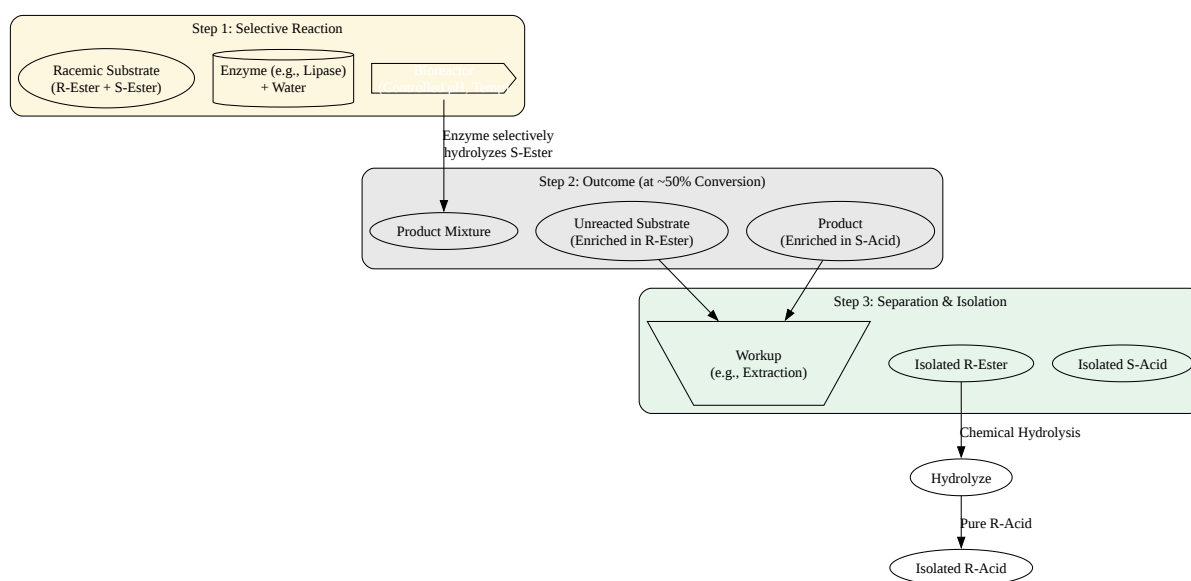 Step 1: Selective Reaction
Racemic Substrate
(R-Ester + S-Ester)
Enzyme (e.g., Lipase)
+ Water
Enzyme selectively
hydrolyzes S-Ester
Step 2: Outcome (at ~50% Conversion)
Product Mixture
Unreacted Substrate
(Enriched in R-Ester)
Product
(Enriched in S-Acid)
Step 3: Separation & Isolation
Workup
(e.g., Extraction)
Isolated R-Ester
Isolated S-Acid
Chemical Hydrolysis
Hydrolyze
Pure R-Acid
Isolated R-Acid